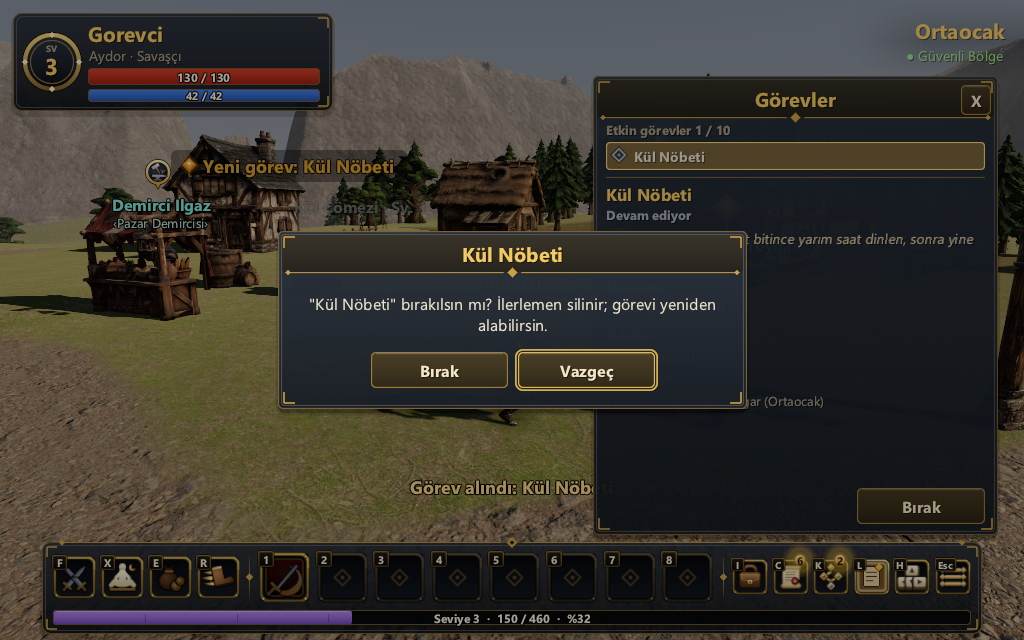 Gorevci
SV
3
Aydor · Savaşçı
130 / 130
42 / 42
Ortaocak
Güvenli Bölge
Görevler
X
Etkin görevler 1 / 10
Kül Nöbeti
Kül Nöbeti
Devam ediyor
bitince yarım saat dinlen, sonra yine
(Ortaocak)
Bırak
Yeni görev: Kül Nöbeti
Demirci Ilgaz
‹Pazar Demircisi›
Kül Nöbeti
"Kül Nöbeti" bırakılsın mı? İlerlemen silinir; görevi yeniden
alabilirsin.
Bırak
Vazgeç
Görev alındı: Kül Nöbeti
F
X
E
R
1
2
3
4
5
6
7
8
I
C
6
K
2
L
H
Esc
Seviye 3 · 150 / 460 · %32